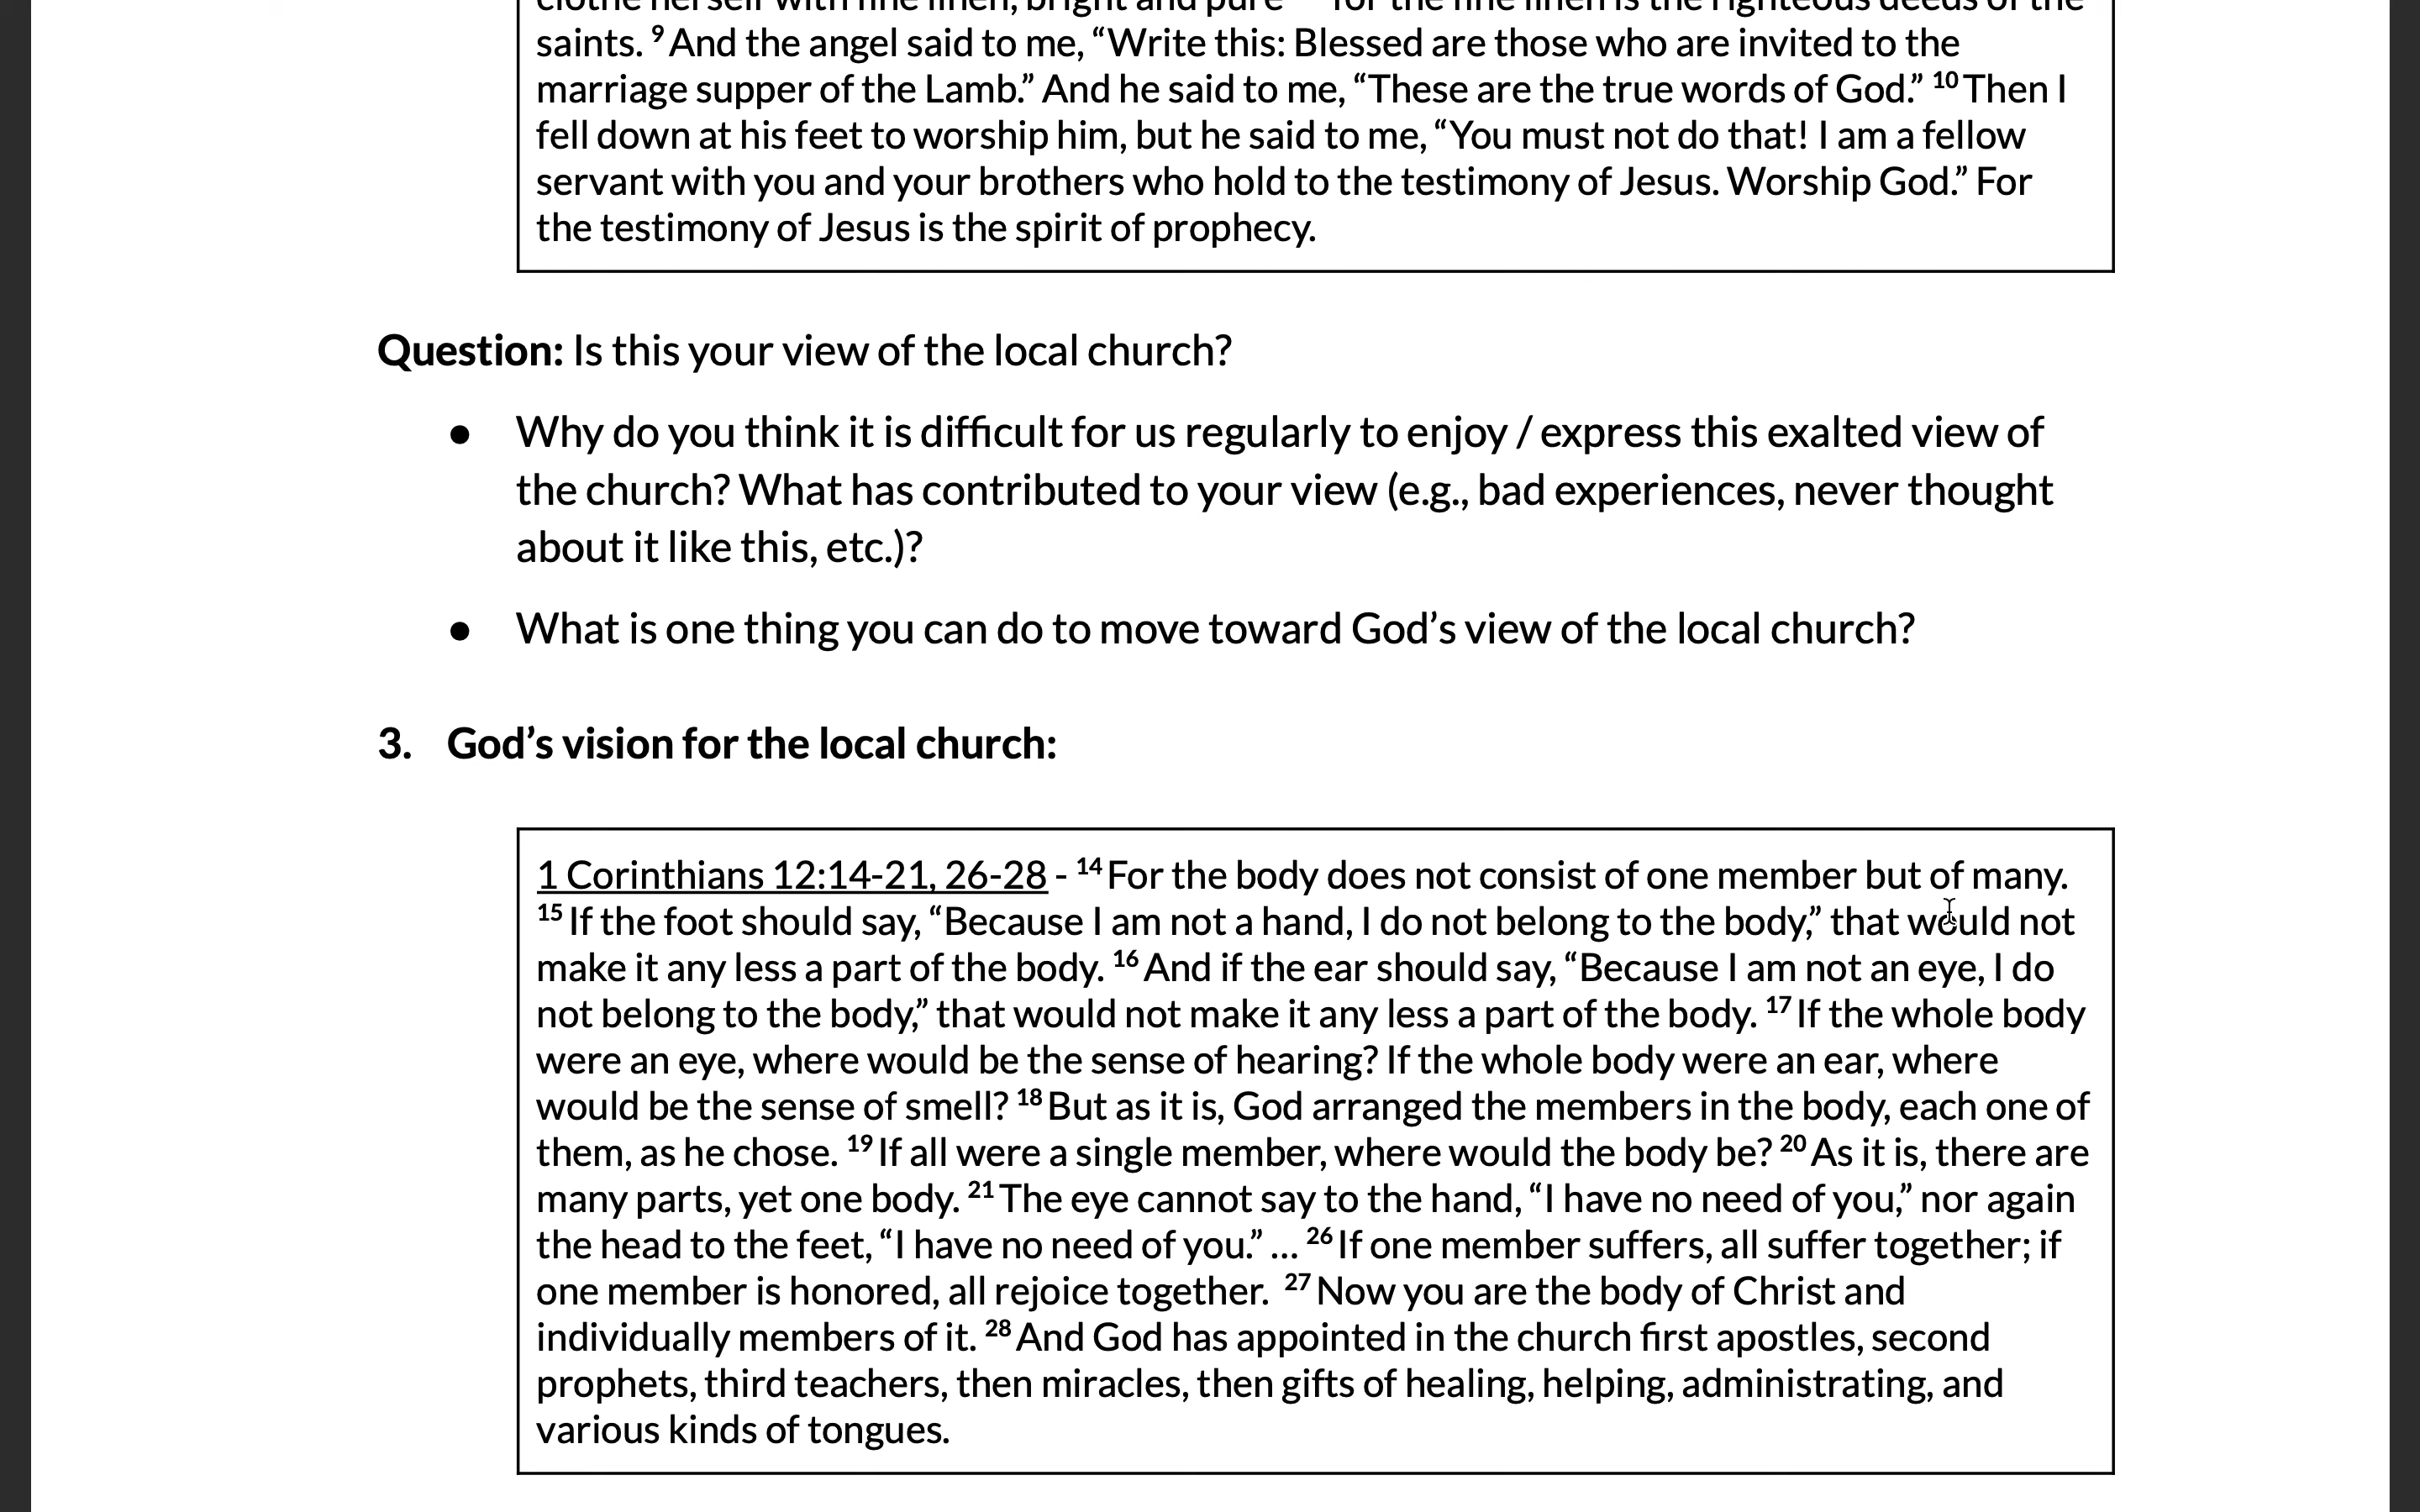 clothe herself with fine linen, bright and pure”— for the fine linen is the righteous deeds of the
saints. ⁹ And the angel said to me, “Write this: Blessed are those who are invited to the
marriage supper of the Lamb.” And he said to me, “These are the true words of God.” ¹⁰ Then I
fell down at his feet to worship him, but he said to me, “You must not do that! I am a fellow
servant with you and your brothers who hold to the testimony of Jesus. Worship God.” For
the testimony of Jesus is the spirit of prophecy.
Question: Is this your view of the local church?
● Why do you think it is difficult for us regularly to enjoy / express this exalted view of
the church? What has contributed to your view (e.g., bad experiences, never thought
about it like this, etc.)?
● What is one thing you can do to move toward God’s view of the local church?
3. God’s vision for the local church:
1 Corinthians 12:14-21, 26-28 - ¹⁴ For the body does not consist of one member but of many.
¹⁵ If the foot should say, “Because I am not a hand, I do not belong to the body,” that would not
make it any less a part of the body. ¹⁶ And if the ear should say, “Because I am not an eye, I do
not belong to the body,” that would not make it any less a part of the body. ¹⁷ If the whole body
were an eye, where would be the sense of hearing? If the whole body were an ear, where
would be the sense of smell? ¹⁸ But as it is, God arranged the members in the body, each one of
them, as he chose. ¹⁹ If all were a single member, where would the body be? ²⁰ As it is, there are
many parts, yet one body. ²¹ The eye cannot say to the hand, “I have no need of you,” nor again
the head to the feet, “I have no need of you.” … ²⁶ If one member suffers, all suffer together; if
one member is honored, all rejoice together. ²⁷ Now you are the body of Christ and
individually members of it. ²⁸ And God has appointed in the church first apostles, second
prophets, third teachers, then miracles, then gifts of healing, helping, administrating, and
various kinds of tongues.